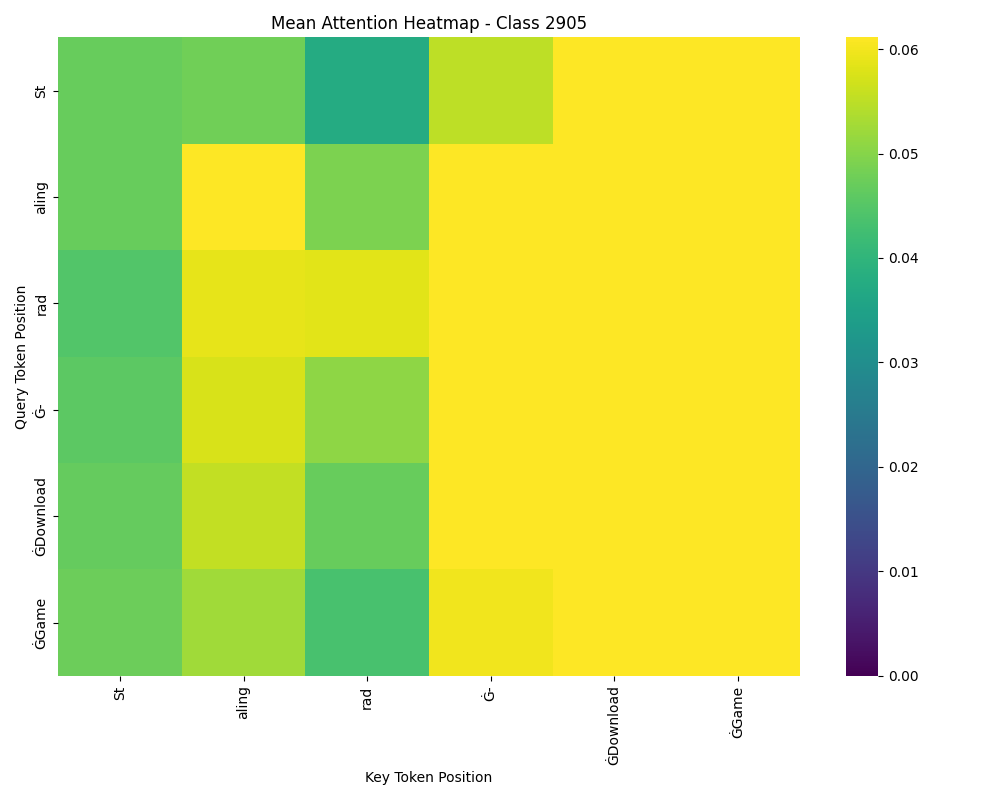 Mean Attention Heatmap - Class 2905
Query Token Position
St
aling
rad
Ġ-
ĠDownload
ĠGame
St
aling
rad
Ġ-
ĠDownload
ĠGame
Key Token Position
0.06
0.05
0.04
0.03
0.02
0.01
0.00